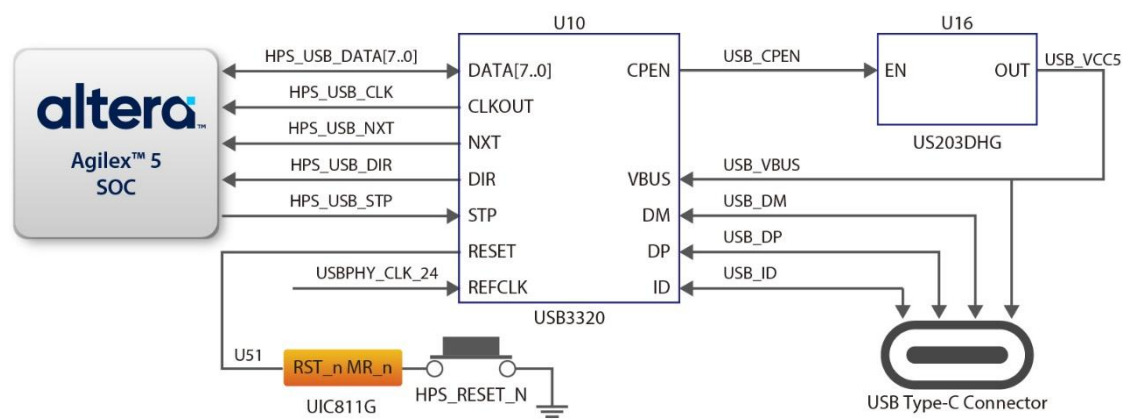 U10
U16
HPS_USB_DATA[7..0]
DATA[7..0]
CPEN
USB_CPEN
EN
OUT
USB_VCC5
altera™
Agilex™ 5
SOC
HPS_USB_CLK
CLKOUT
HPS_USB_NXT
NXT
US203DHG
HPS_USB_DIR
DIR
VBUS
USB_VBUS
HPS_USB_STP
STP
DM
USB_DM
RESET
DP
USB_DP
USBPHY_CLK_24
REFCLK
ID
USB_ID
USB3320
U51
RST_n MR_n
UIC811G
HPS_RESET_N
USB Type-C Connector